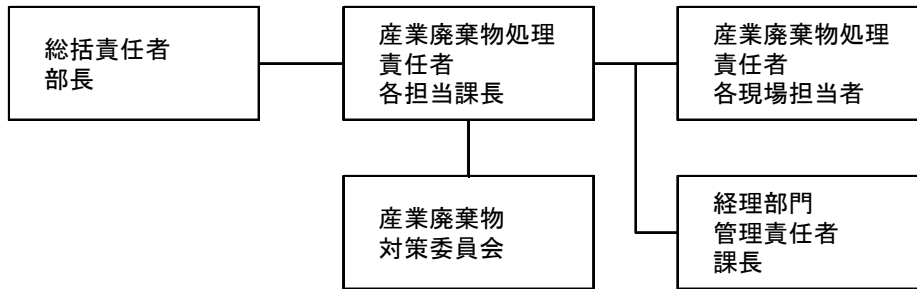 総括責任者
部長
産業廃棄物処理
責任者
各担当課長
産業廃棄物処理
責任者
各現場担当者
産業廃棄物
対策委員会
経理部門
管理責任者
課長